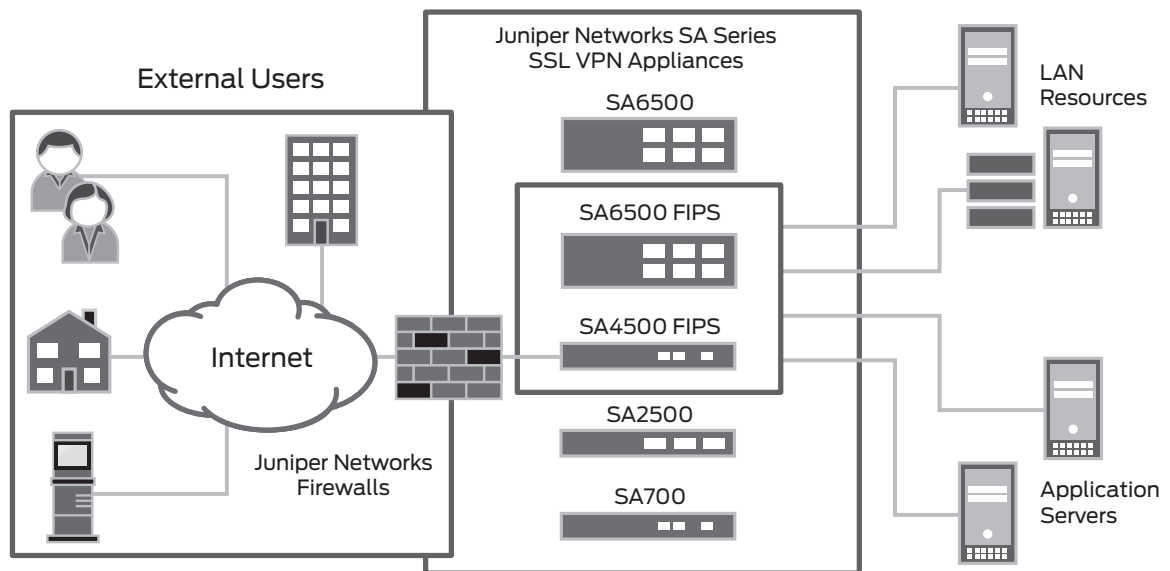 Juniper Networks SA Series
SSL VPN Appliances
External Users
SA6500
LAN
Resources
SA6500 FIPS
SA4500 FIPS
Internet
SA2500
Juniper Networks
Firewalls
SA700
Application
Servers